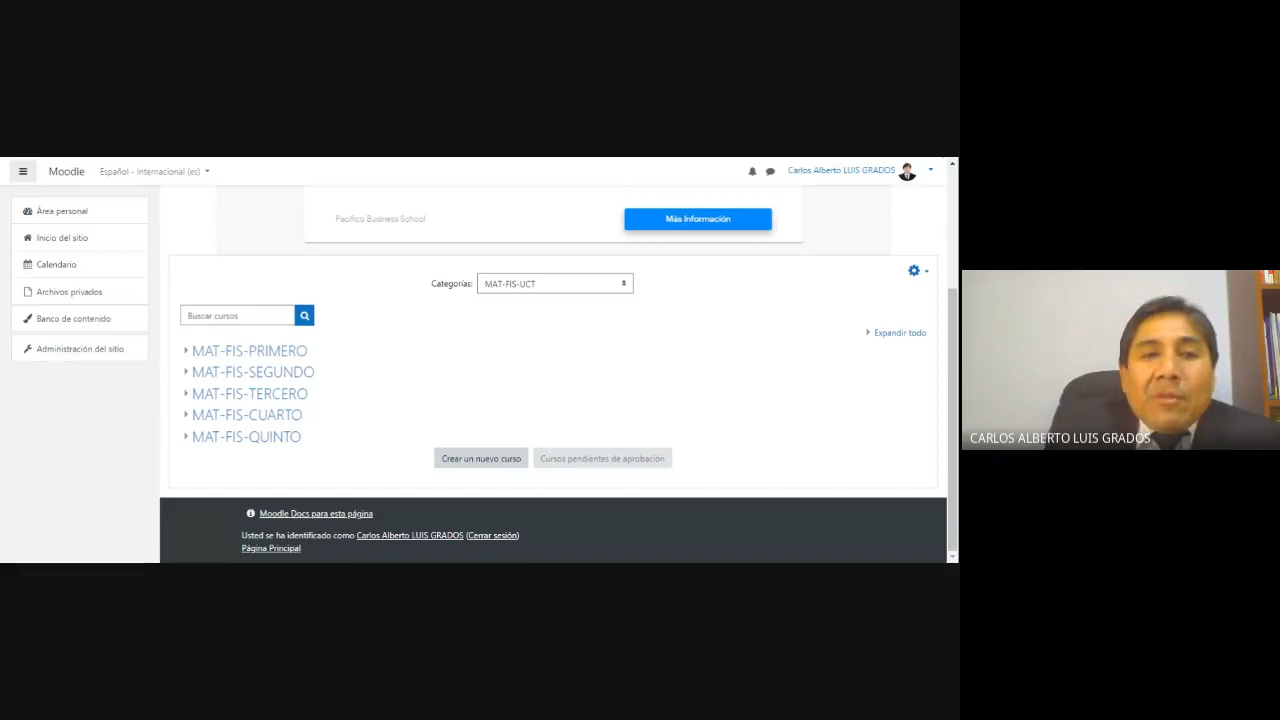 Moodle Español - Internacional (es) Carlos Alberto LUIS GRADOS
Área personal
Inicio del sitio
Calendario
Archivos privados
Banco de contenido
Administración del sitio
Pacifico Business School Más Información
Categorías: MAT-FIS-UCT
Buscar cursos
Expandir todo
MAT-FIS-PRIMERO
MAT-FIS-SEGUNDO
MAT-FIS-TERCERO
MAT-FIS-CUARTO
MAT-FIS-QUINTO
Crear un nuevo curso Cursos pendientes de aprobación
Moodle Docs para esta página
Usted se ha identificado como Carlos Alberto LUIS GRADOS (Cerrar sesión)
Página Principal
CARLOS ALBERTO LUIS GRADOS